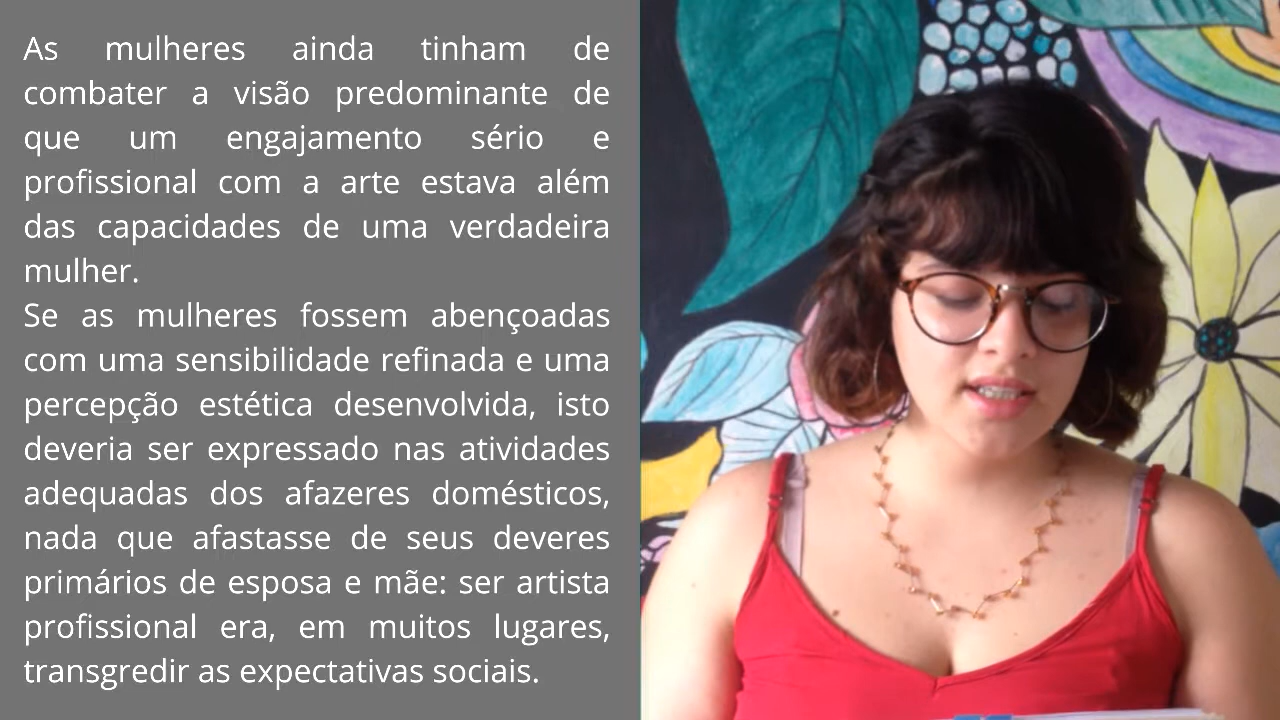 As mulheres ainda tinham de
combater a visão predominante de
que um engajamento sério e
profissional com a arte estava além
das capacidades de uma verdadeira
mulher.
Se as mulheres fossem abençoadas
com uma sensibilidade refinada e uma
percepção estética desenvolvida, isto
deveria ser expressado nas atividades
adequadas dos afazeres domésticos,
nada que afastasse de seus deveres
primários de esposa e mãe: ser artista
profissional era, em muitos lugares,
transgredir as expectativas sociais.